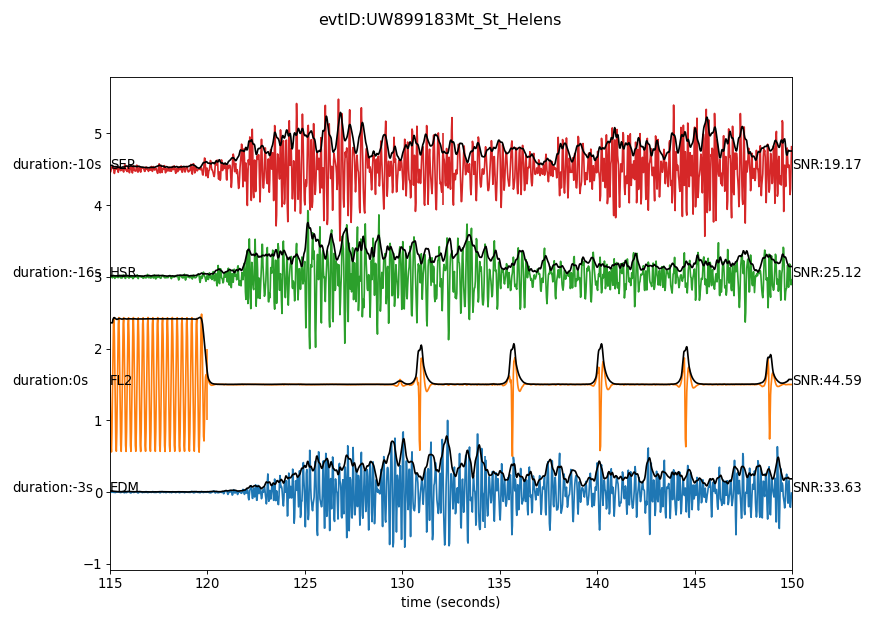 evtID:UW899183Mt_St_Helens
5
duration:-10s SEP SNR:19.17
4
duration:-16s HSR SNR:25.12
3
2
duration:0s FL2 SNR:44.59
1
duration:-3s EDM SNR:33.63
0
−1
115 120 125 130 135 140 145 150
time (seconds)